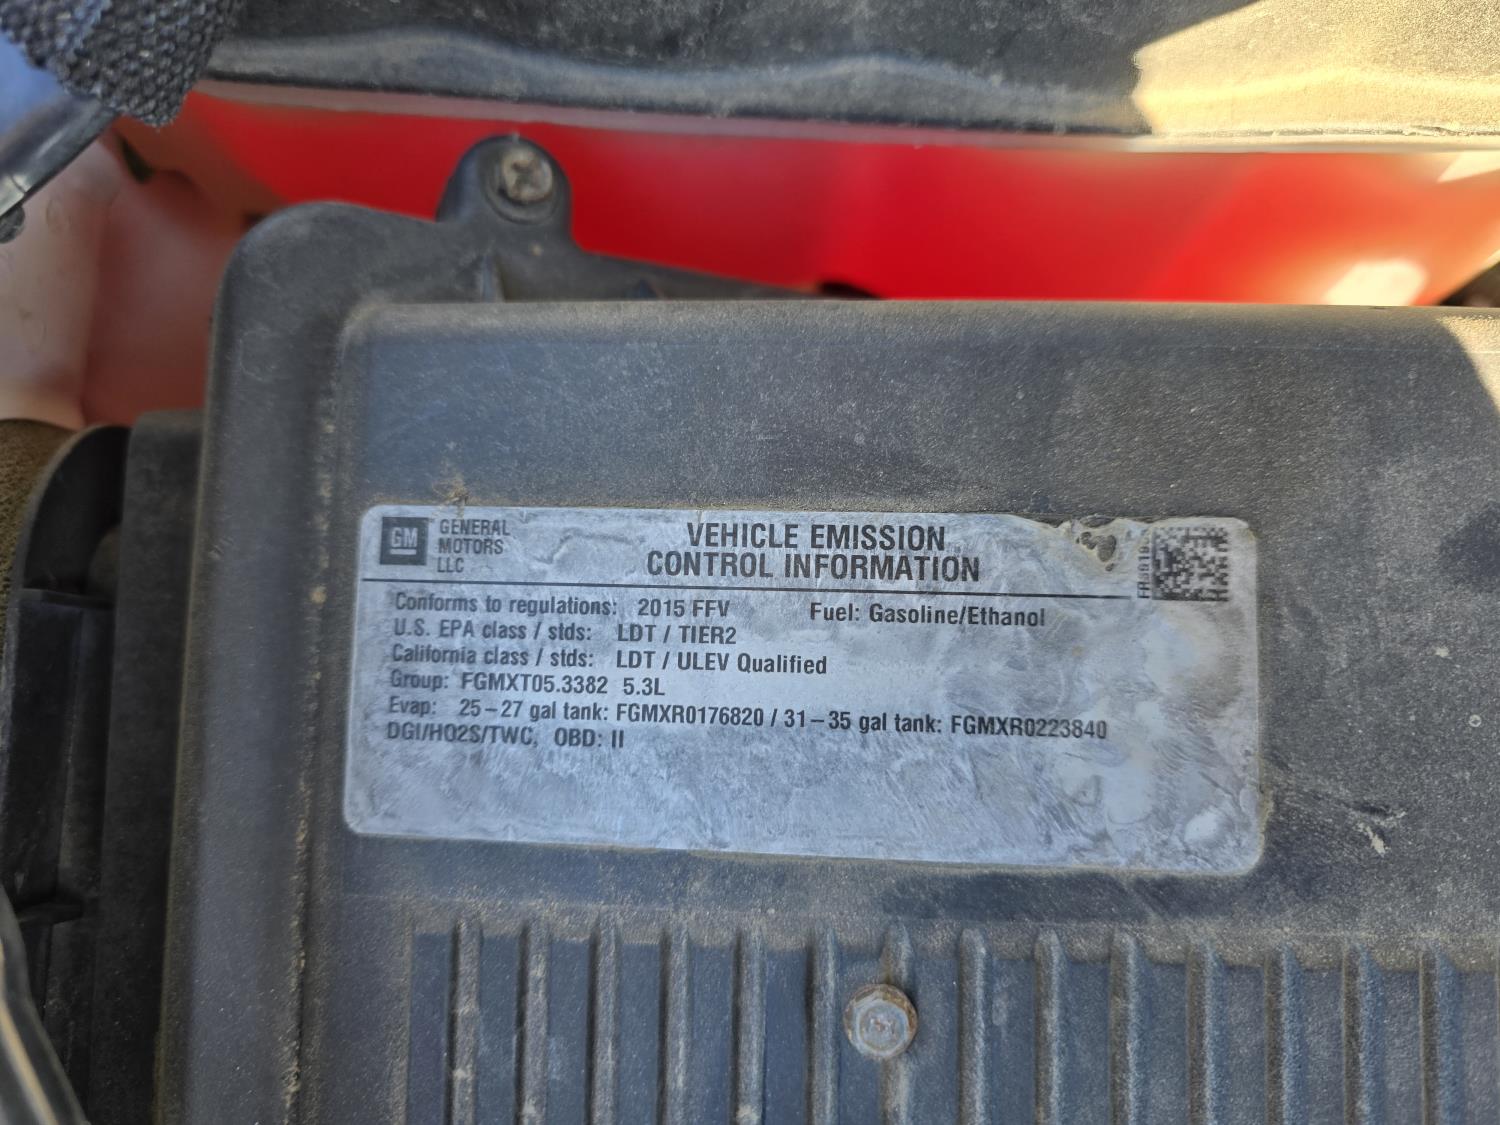 GM
GENERAL
MOTORS
LLC
VEHICLE EMISSION
CONTROL INFORMATION
Conforms to regulations: 2015 FFV Fuel: Gasoline/Ethanol
U.S. EPA class / stds: LDT / TIER2
California class / stds: LDT / ULEV Qualified
Group: FGMXT05.3382 5.3L
Evap: 25-27 gal tank: FGMXR0176820 / 31-35 gal tank: FGMXR0223840
DGI/HO2S/TWC, OBD: II